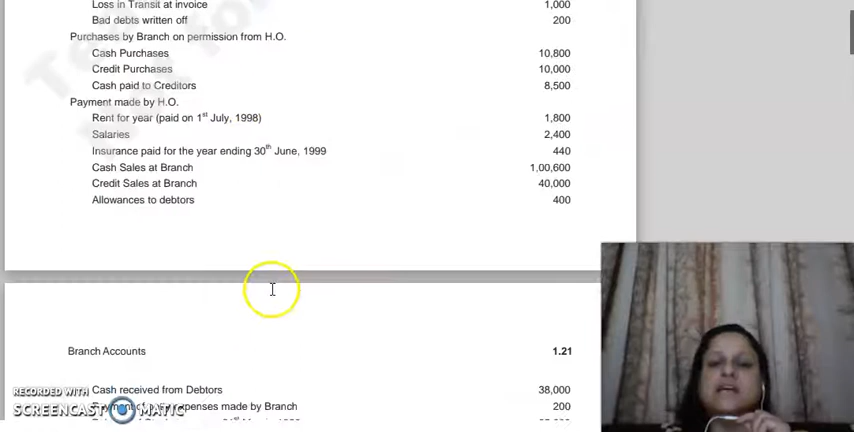 Loss in Transit at invoice 1,000
Bad debts written off 200
Purchases by Branch on permission from H.O.
Cash Purchases 10,800
Credit Purchases 10,000
Cash paid to Creditors 8,500
Payment made by H.O.
Rent for year (paid on 1st July, 1998) 1,800
Salaries 2,400
Insurance paid for the year ending 30th June, 1999 440
Cash Sales at Branch 1,00,600
Credit Sales at Branch 40,000
Allowances to debtors 400
Branch Accounts 1.21
Cash received from Debtors 38,000
expenses made by Branch 200
RECORDED WITH
SCREENCAST MATIC